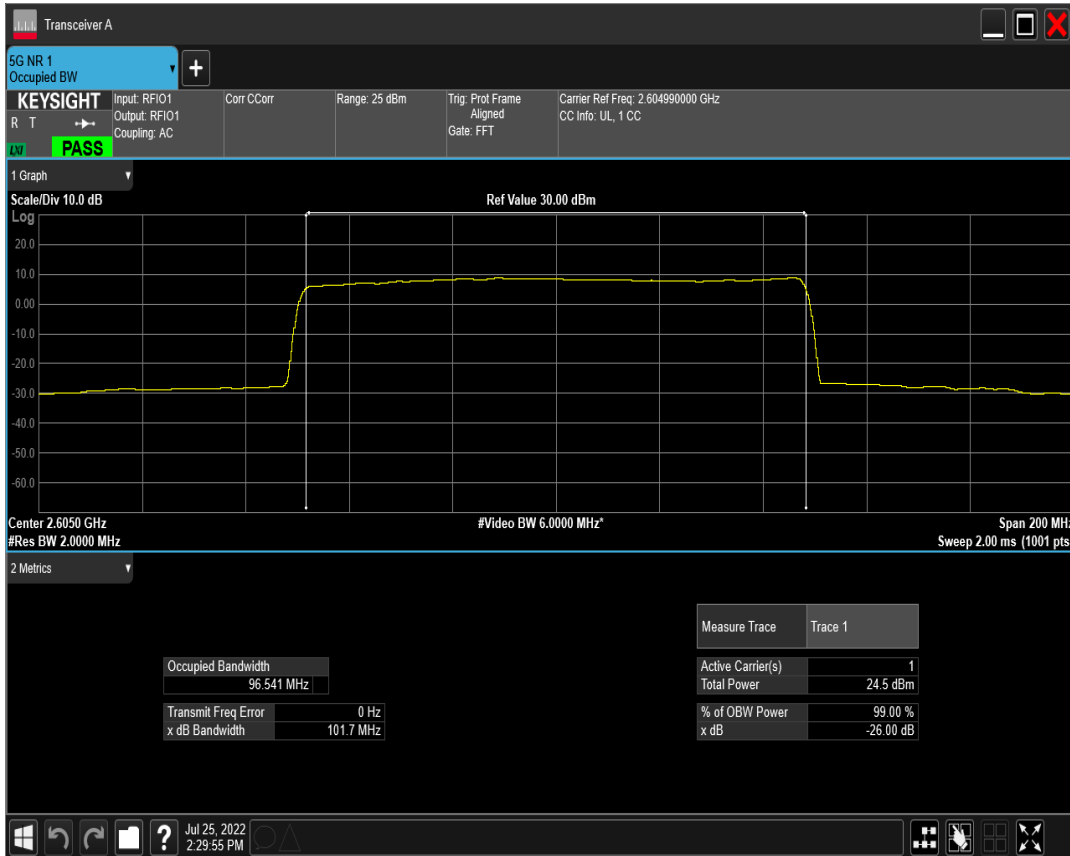 Transceiver A
5G NR 1
Occupied BW
KEYSIGHT
R T
LXI
PASS
Input: RFIO1
Output: RFIO1
Coupling: AC
Corr CCorr
Range: 25 dBm
Trig: Prot Frame
Aligned
Gate: FFT
Carrier Ref Freq: 2.604990000 GHz
CC Info: UL, 1 CC
1 Graph
Scale/Div 10.0 dB
Ref Value 30.00 dBm
Log
20.0
10.0
0.00
-10.0
-20.0
-30.0
-40.0
-50.0
-60.0
Center 2.6050 GHz
#Video BW 6.0000 MHz*
Span 200 MHz
#Res BW 2.0000 MHz
Sweep 2.00 ms (1001 pts
2 Metrics
Measure Trace Trace 1
Occupied Bandwidth
96.541 MHz
Active Carrier(s) 1
Total Power 24.5 dBm
Transmit Freq Error 0 Hz
x dB Bandwidth 101.7 MHz
% of OBW Power 99.00 %
x dB -26.00 dB
?
Jul 25, 2022
2:29:55 PM